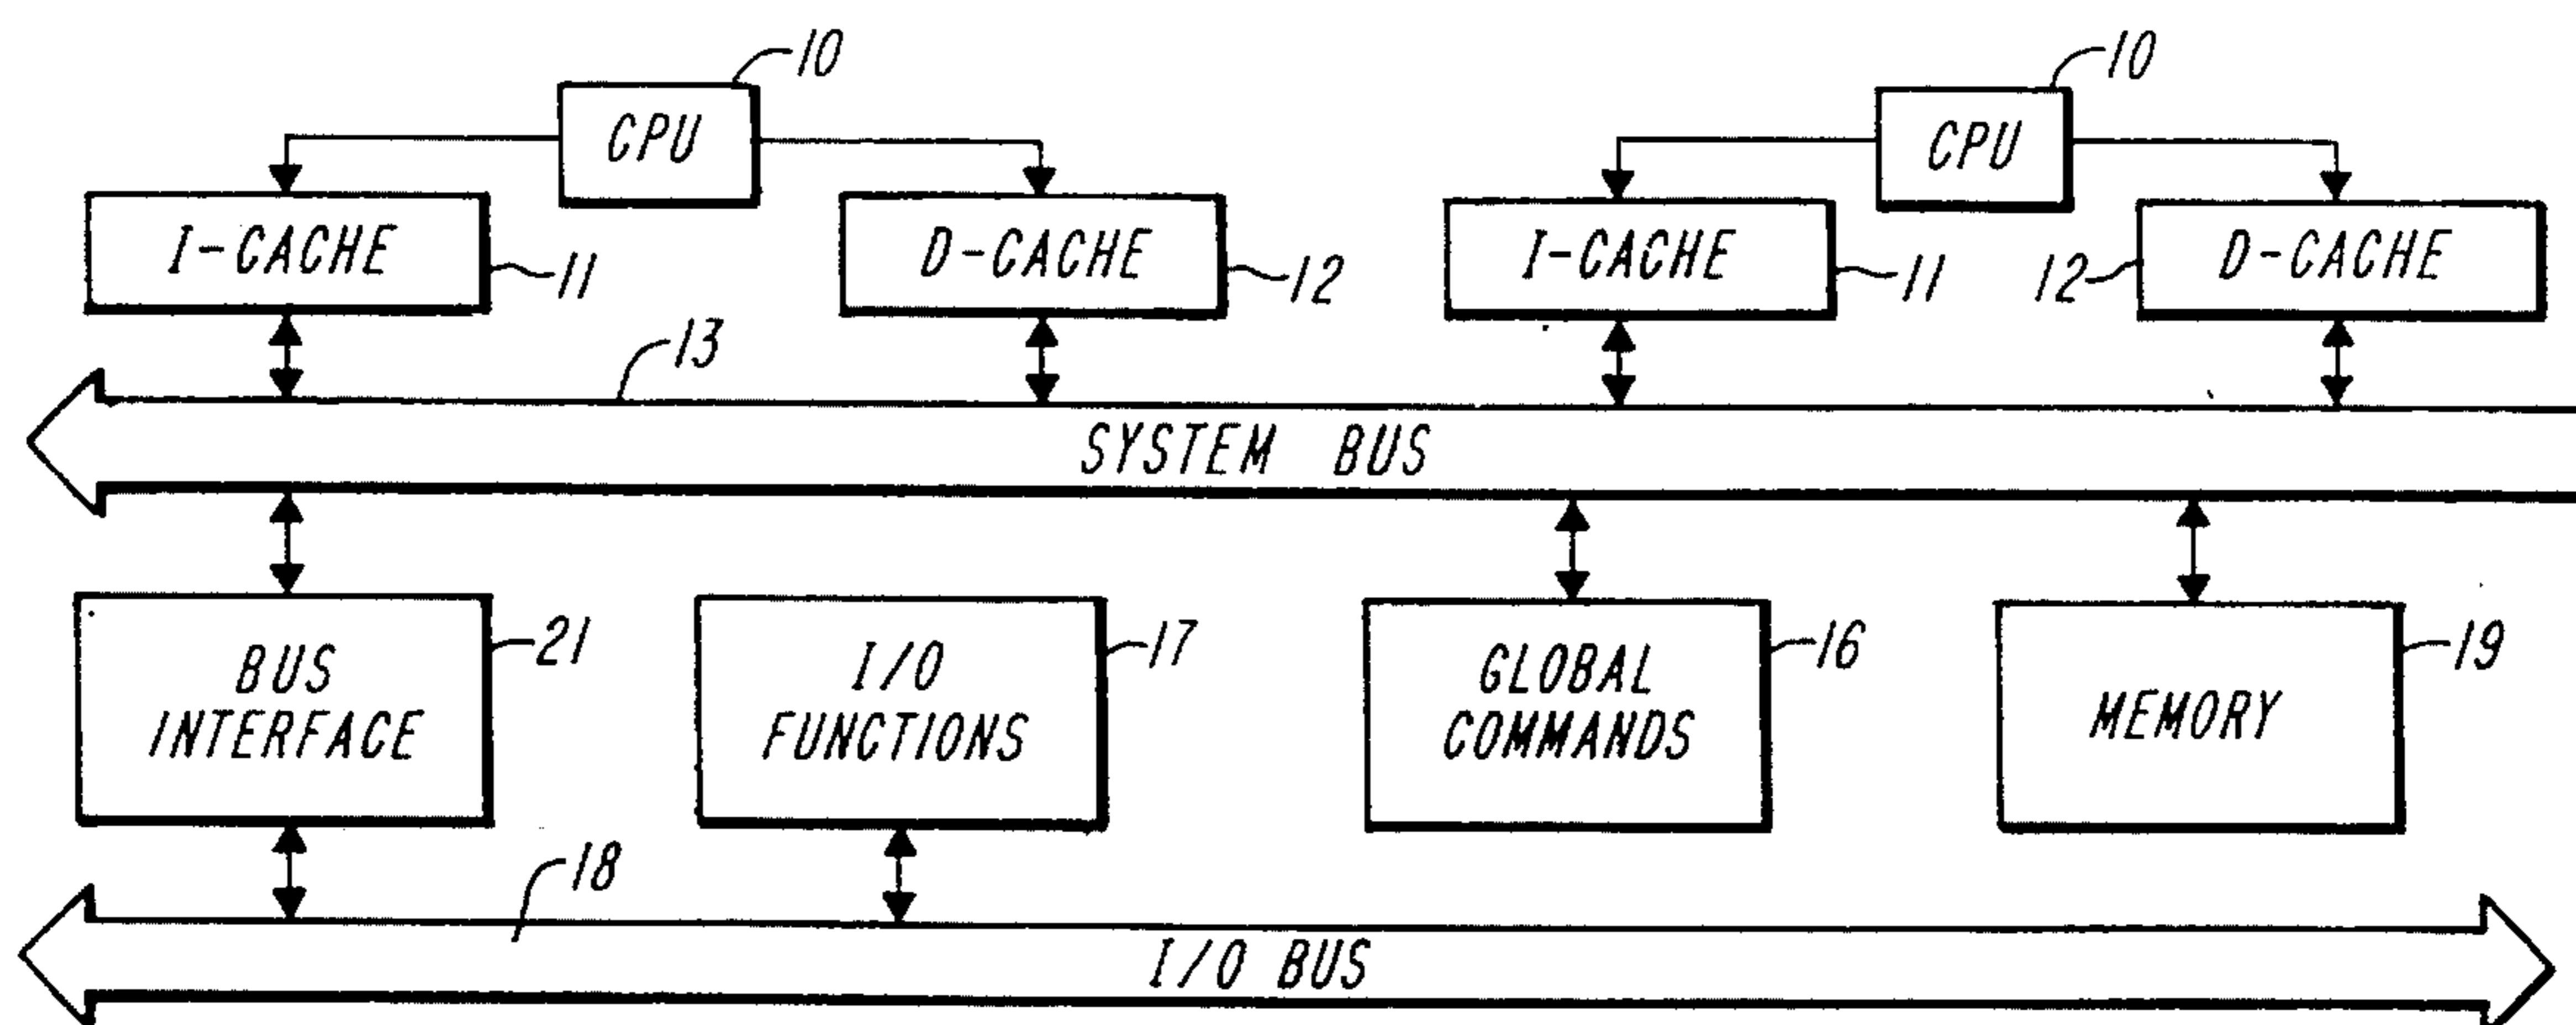 10
10
CPU
CPU
I-CACHE
11
D-CACHE
12
I-CACHE
11
12
D-CACHE
13
SYSTEM BUS
BUS
INTERFACE
21
I/O
FUNCTIONS
17
GLOBAL
COMMANDS
16
MEMORY
19
18
I/O BUS